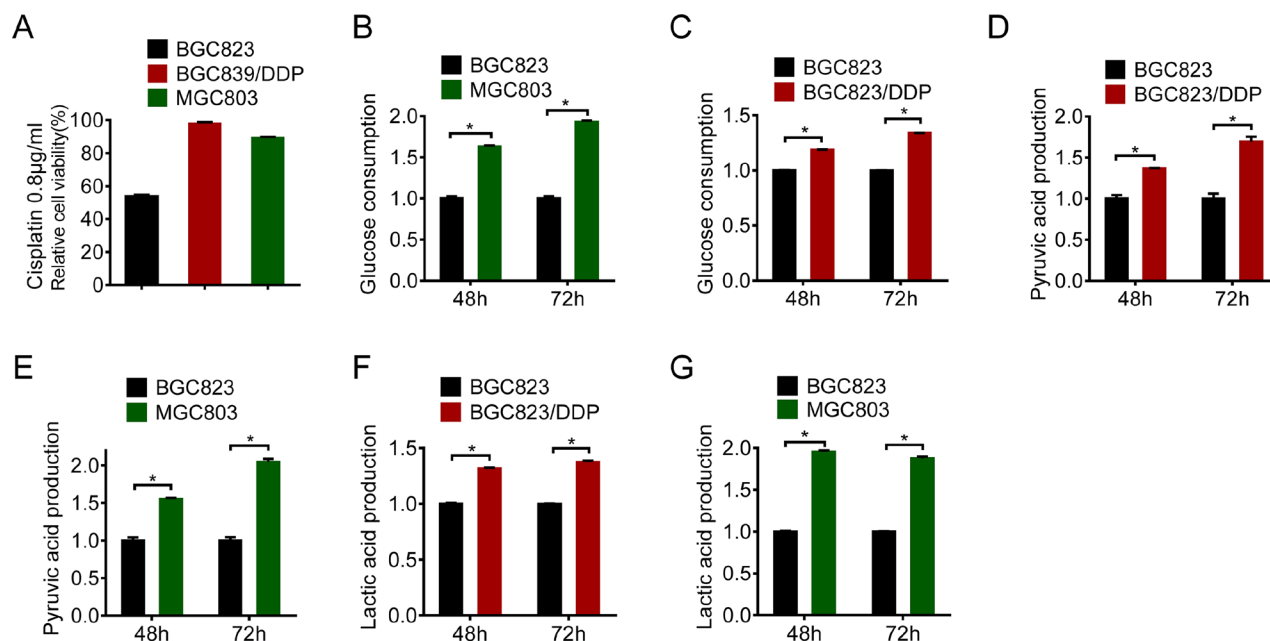 A
BGC823
BGC839/DDP
MGC803
Cisplatin 0.8μg/ml
Relative cell viability(%)
100
80
60
40
20
0
B
BGC823
MGC803
Glucose consumption
2.0
1.5
1.0
0.5
0.0
*
*
48h
72h
C
BGC823
BGC823/DDP
Glucose consumption
1.5
1.0
0.5
0.0
*
*
48h
72h
D
BGC823
BGC823/DDP
Pyruvic acid production
2.0
1.5
1.0
0.5
0.0
*
*
48h
72h
E
BGC823
MGC803
Pyruvic acid production
2.0
1.5
1.0
0.5
0.0
*
*
48h
72h
F
BGC823
BGC823/DDP
Lactic acid production
1.5
1.0
0.5
0.0
*
*
48h
72h
G
BGC823
MGC803
Lactic acid production
2.0
1.5
1.0
0.5
0.0
*
*
48h
72h